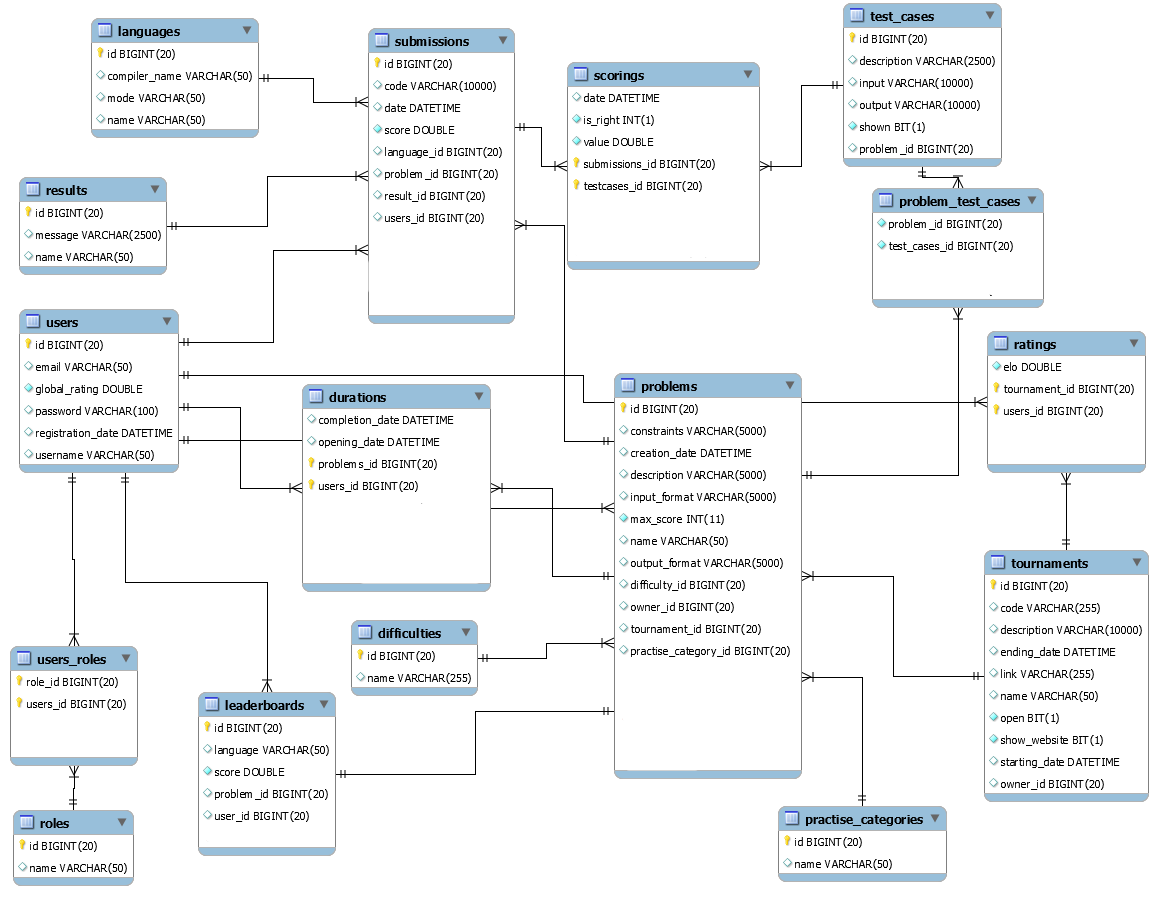 languages
id BIGINT(20)
compiler_name VARCHAR(50)
mode VARCHAR(50)
name VARCHAR(50)
submissions
id BIGINT(20)
code VARCHAR(10000)
date DATETIME
score DOUBLE
language_id BIGINT(20)
problem_id BIGINT(20)
result_id BIGINT(20)
users_id BIGINT(20)
scorings
date DATETIME
is_right INT(1)
value DOUBLE
submissions_id BIGINT(20)
testcases_id BIGINT(20)
test_cases
id BIGINT(20)
description VARCHAR(2500)
input VARCHAR(10000)
output VARCHAR(10000)
shown BIT(1)
problem_id BIGINT(20)
results
id BIGINT(20)
message VARCHAR(2500)
name VARCHAR(50)
problem_test_cases
problem_id BIGINT(20)
test_cases_id BIGINT(20)
users
id BIGINT(20)
email VARCHAR(50)
global_rating DOUBLE
password VARCHAR(100)
registration_date DATETIME
username VARCHAR(50)
durations
completion_date DATETIME
opening_date DATETIME
problems_id BIGINT(20)
users_id BIGINT(20)
problems
id BIGINT(20)
constraints VARCHAR(5000)
creation_date DATETIME
description VARCHAR(5000)
input_format VARCHAR(5000)
max_score INT(11)
name VARCHAR(50)
output_format VARCHAR(5000)
difficulty_id BIGINT(20)
owner_id BIGINT(20)
tournament_id BIGINT(20)
practise_category_id BIGINT(20)
ratings
elo DOUBLE
tournament_id BIGINT(20)
users_id BIGINT(20)
tournaments
id BIGINT(20)
code VARCHAR(255)
description VARCHAR(10000)
ending_date DATETIME
link VARCHAR(255)
name VARCHAR(50)
open BIT(1)
show_website BIT(1)
starting_date DATETIME
owner_id BIGINT(20)
difficulties
id BIGINT(20)
name VARCHAR(255)
users_roles
role_id BIGINT(20)
users_id BIGINT(20)
leaderboards
id BIGINT(20)
language VARCHAR(50)
score DOUBLE
problem_id BIGINT(20)
user_id BIGINT(20)
roles
id BIGINT(20)
name VARCHAR(50)
practise_categories
id BIGINT(20)
name VARCHAR(50)